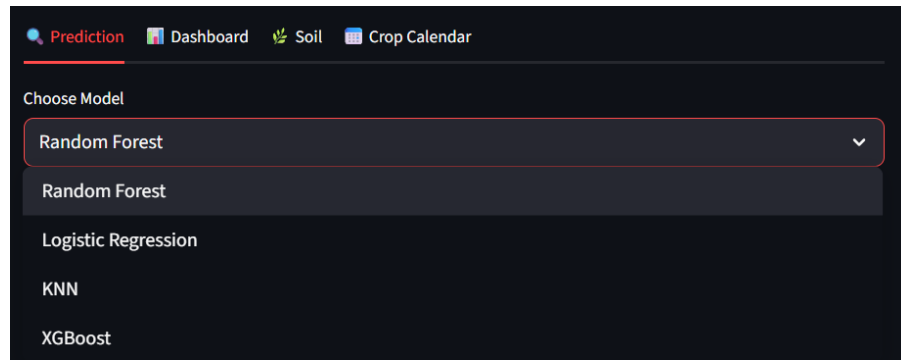 Prediction Dashboard Soil Crop Calendar
Choose Model
Random Forest
Random Forest
Logistic Regression
KNN
XGBoost